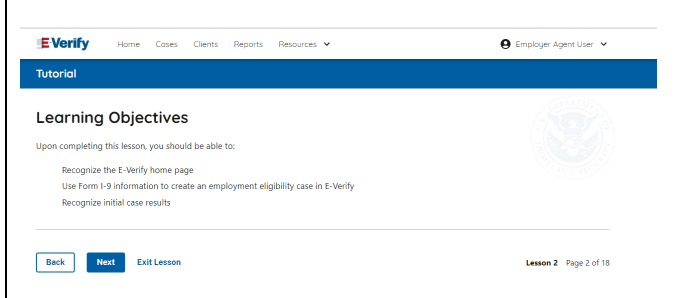 E-Verify Home Cases Clients Reports Resources Employer Agent User
Tutorial
Learning Objectives
Upon completing this lesson, you should be able to:
Recognize the E-Verify home page
Use Form I-9 information to create an employment eligibility case in E-Verify
Recognize initial case results
Back Next Exit Lesson Lesson 2 Page 2 of 18